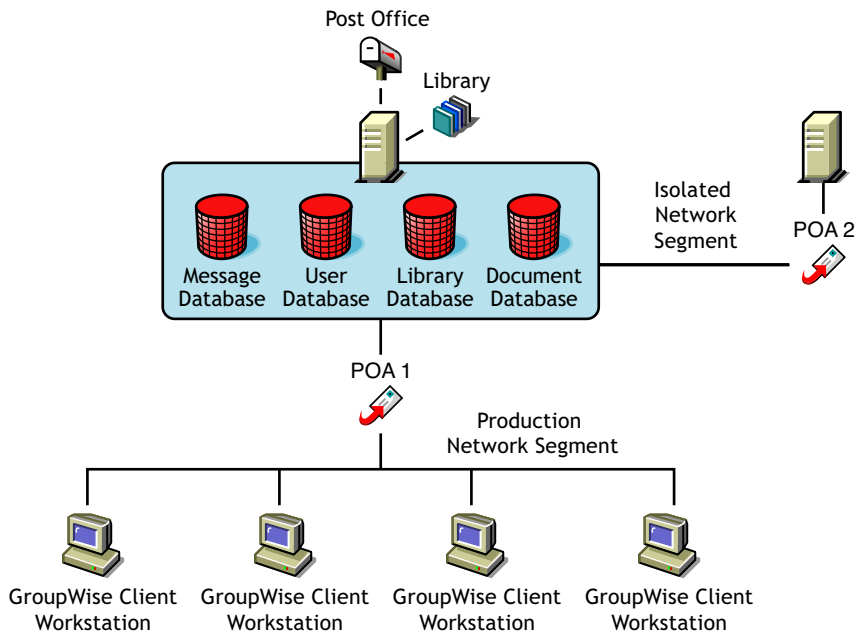 Post Office
Library
Isolated
Network
Segment
POA 2
Message
Database
User
Database
Library
Database
Document
Database
POA 1
Production
Network Segment
GroupWise Client
Workstation
GroupWise Client
Workstation
GroupWise Client
Workstation
GroupWise Client
Workstation